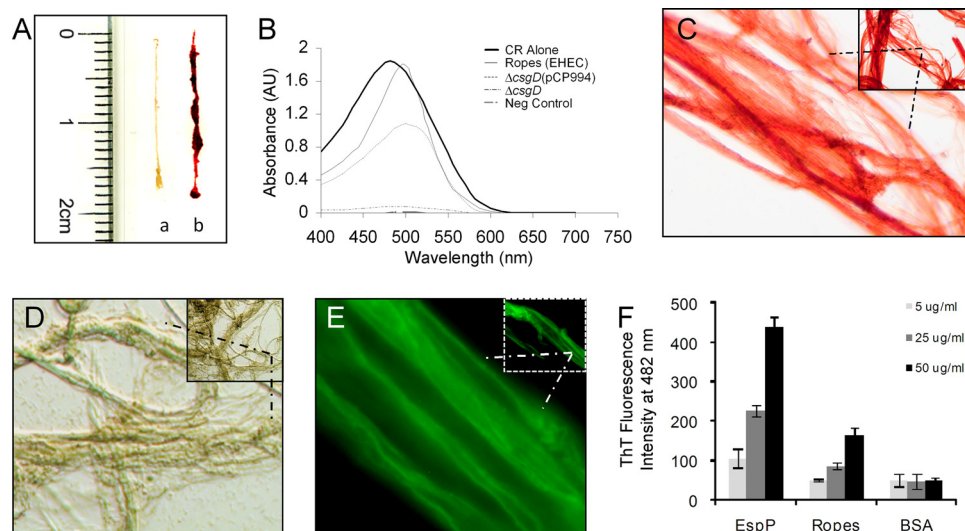 A
0
1
2cm
a
b
B
Absorbance (AU)
2
1.6
1.2
0.8
0.4
0
400
450
500
550
600
650
700
750
Wavelength (nm)
CR Alone
Ropes (EHEC)
ΔcsgD(pCP994)
ΔcsgD
Neg Control
C
D
E
F
ThT Fluorescence
Intensity at 482 nm
500
400
300
200
100
0
EspP
Ropes
BSA
5 ug/ml
25 ug/ml
50 ug/ml